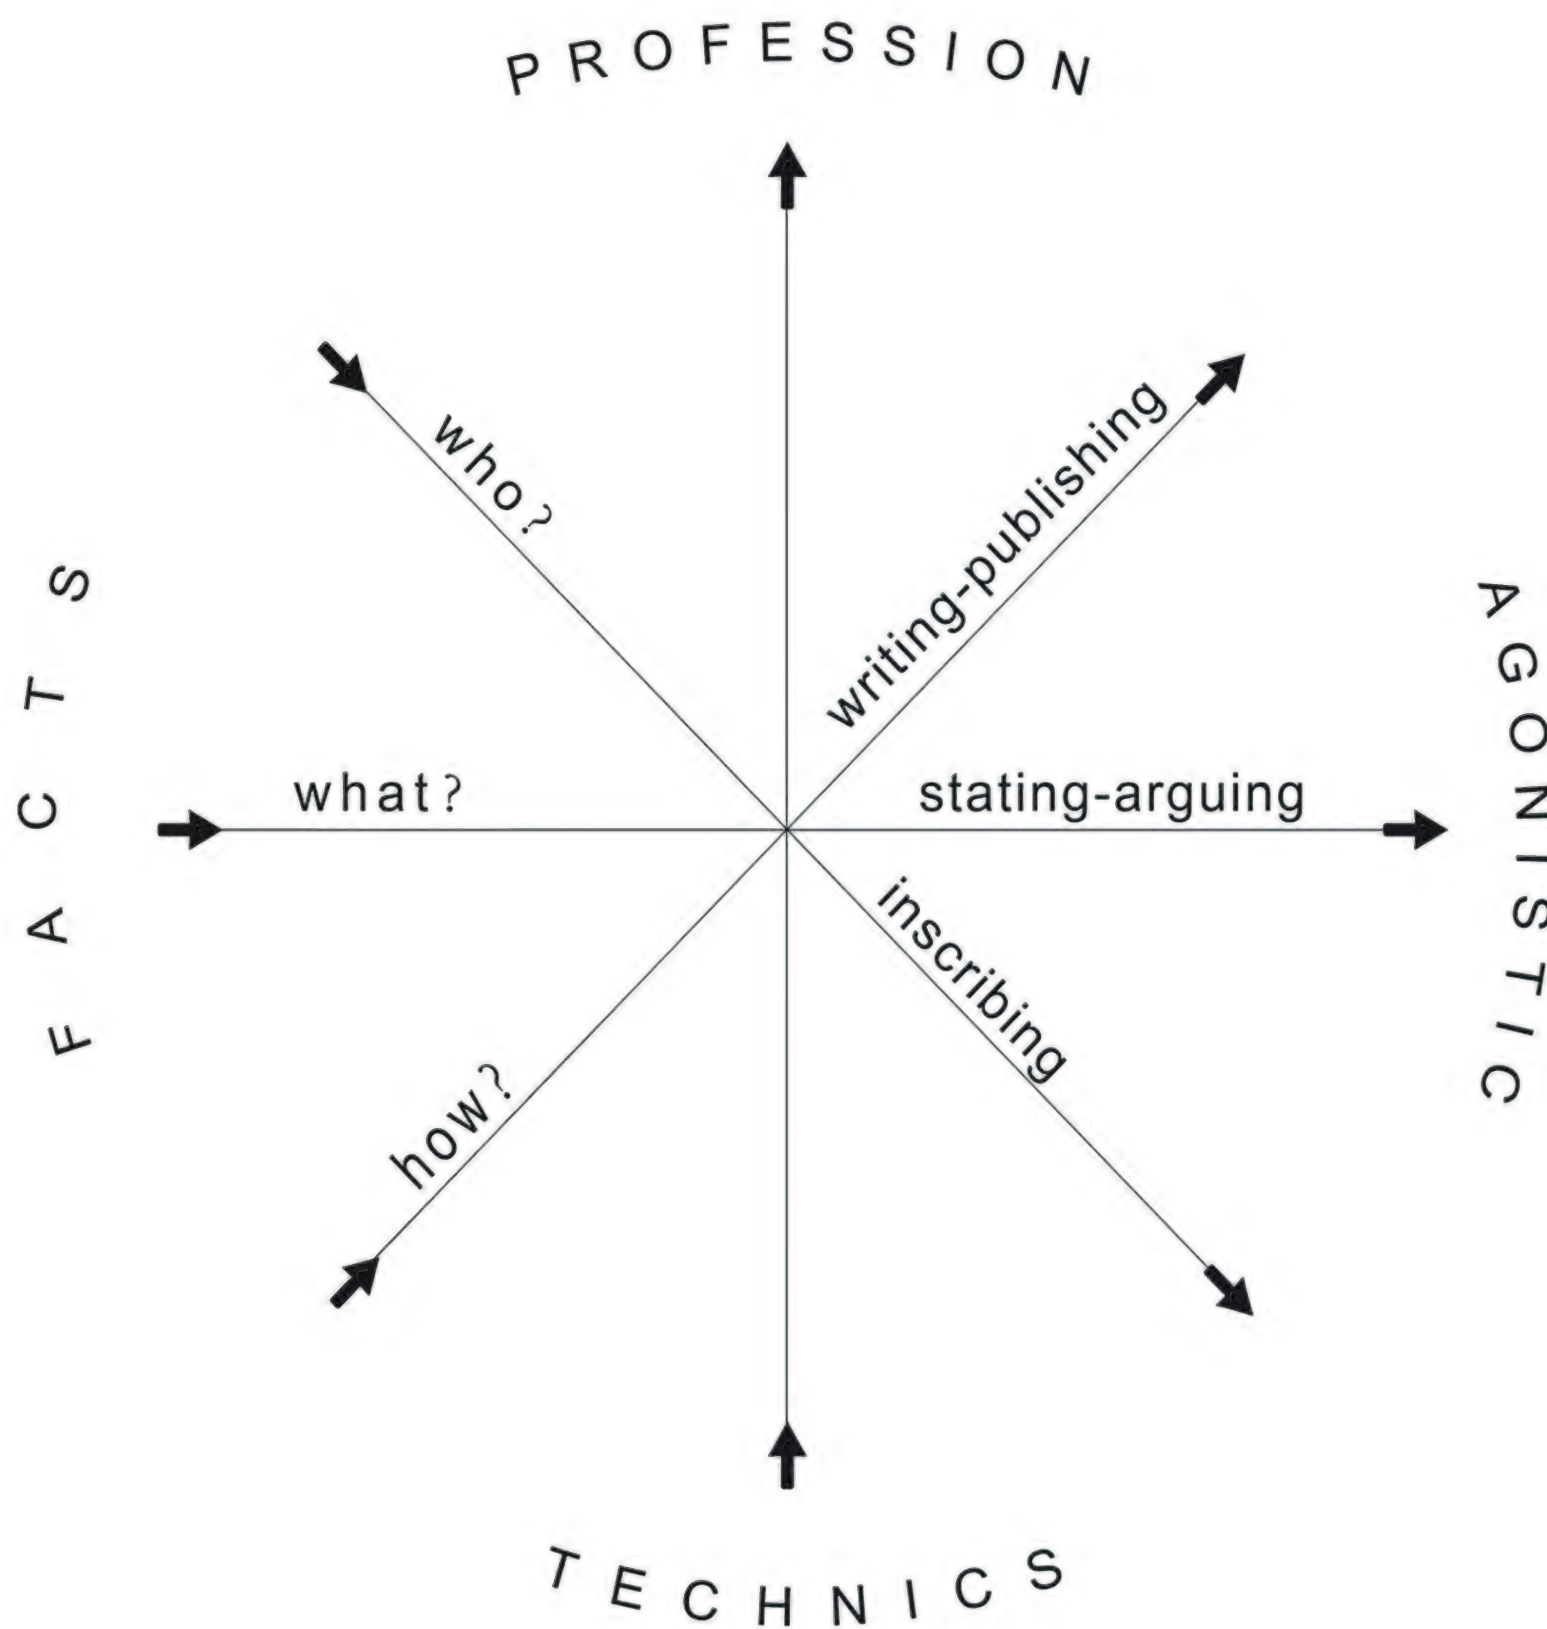 PROFESSION
who?
writing-publishing
FACTS
what?
stating-arguing
AGONISTIC
inscribing
how?
TECHNICS